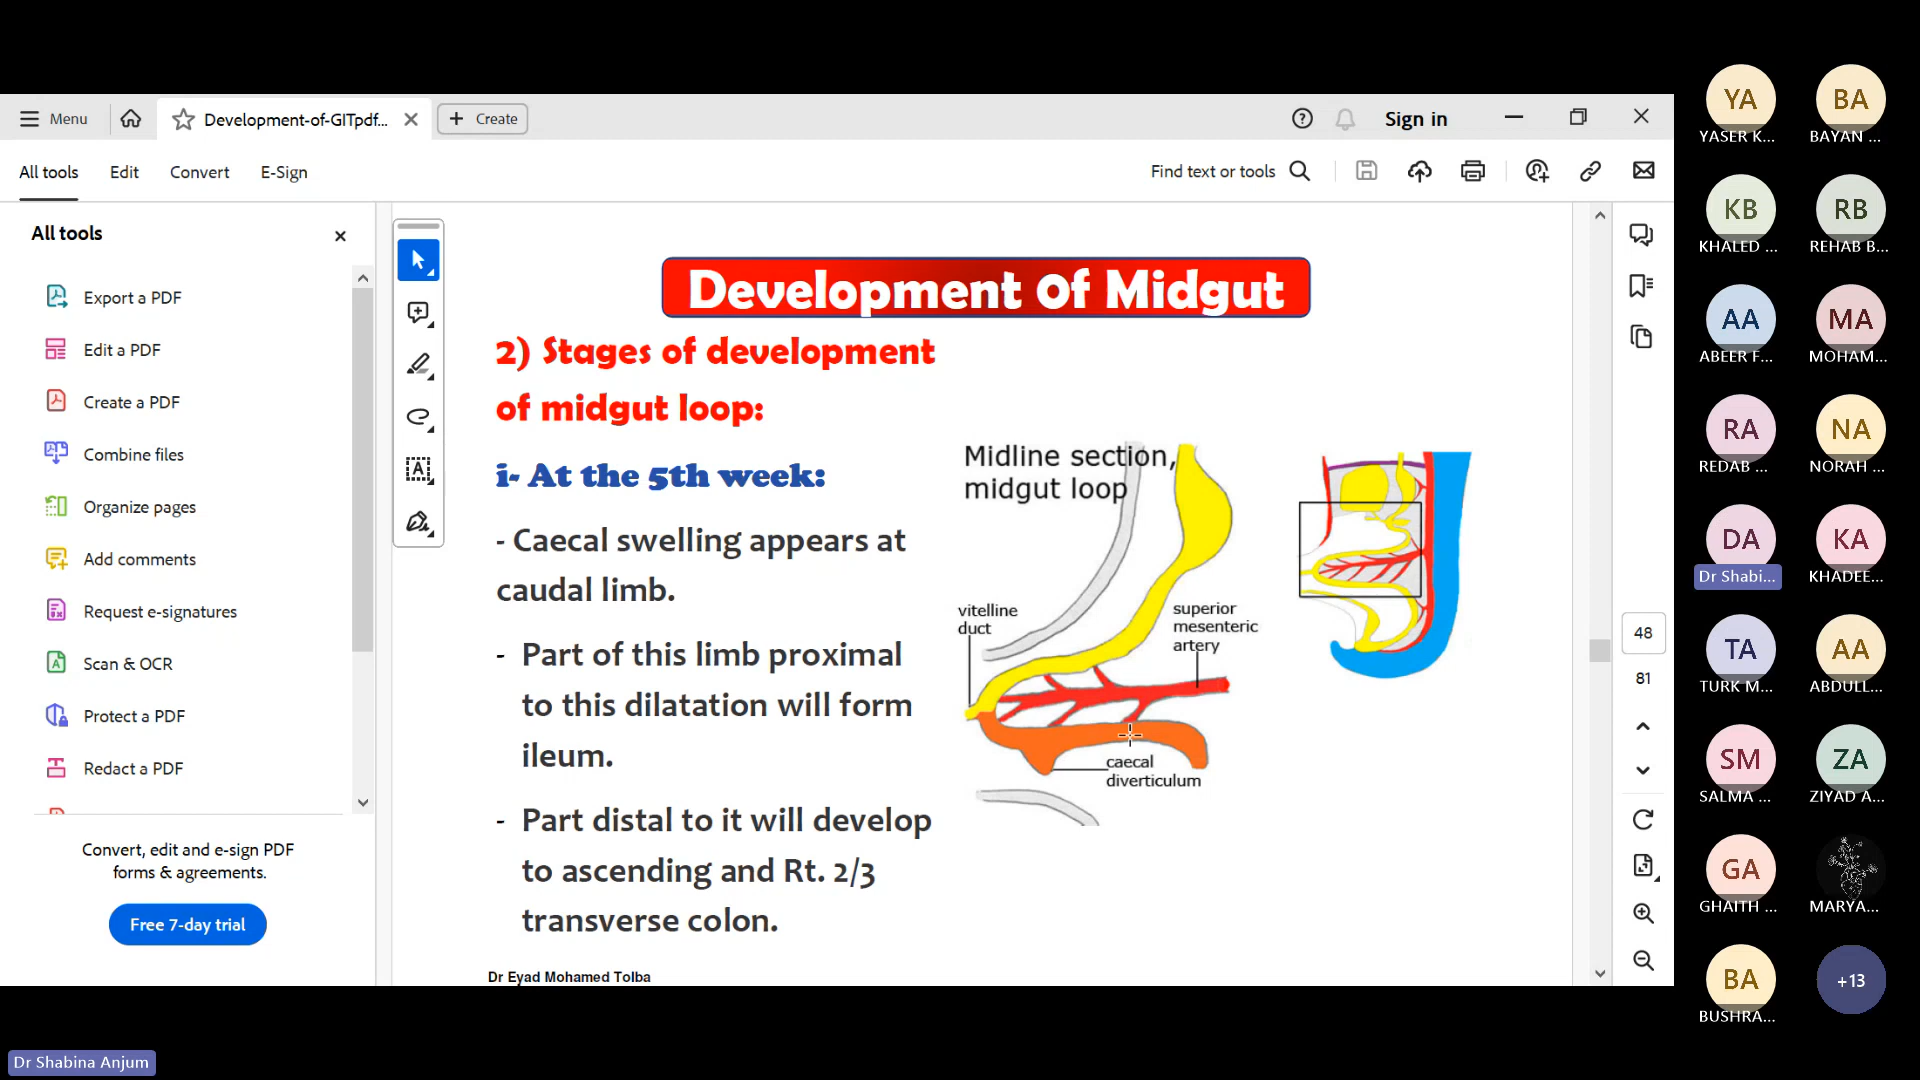 Menu
Development-of-GITpdf...
Create
Sign in
All tools
Edit
Convert
E-Sign
Find text or tools
All tools
Export a PDF
Edit a PDF
Create a PDF
Combine files
Organize pages
Add comments
Request e-signatures
Scan & OCR
Protect a PDF
Redact a PDF
Convert, edit and e-sign PDF
forms & agreements.
Free 7-day trial
Development Of Midgut
2) Stages of development
of midgut loop:
i- At the 5th week:
- Caecal swelling appears at
caudal limb.
- Part of this limb proximal
to this dilatation will form
ileum.
- Part distal to it will develop
to ascending and Rt. 2/3
transverse colon.
Dr Eyad Mohamed Tolba
Midline section,
midgut loop
vitelline
duct
superior
mesenteric
artery
caecal
diverticulum
48
81
YA
YASER K...
BA
BAYAN ...
KB
KHALED ...
RB
REHAB B...
AA
ABEER F...
MA
MOHAM...
RA
REDAB ...
NA
NORAH ...
DA
Dr Shabi...
KA
KHADEE...
TA
TURK M...
AA
ABDULL...
SM
SALMA ...
ZA
ZIYAD A...
GA
GHAITH ...
MARYA...
BA
BUSHRA...
+13
Dr Shabina Anjum